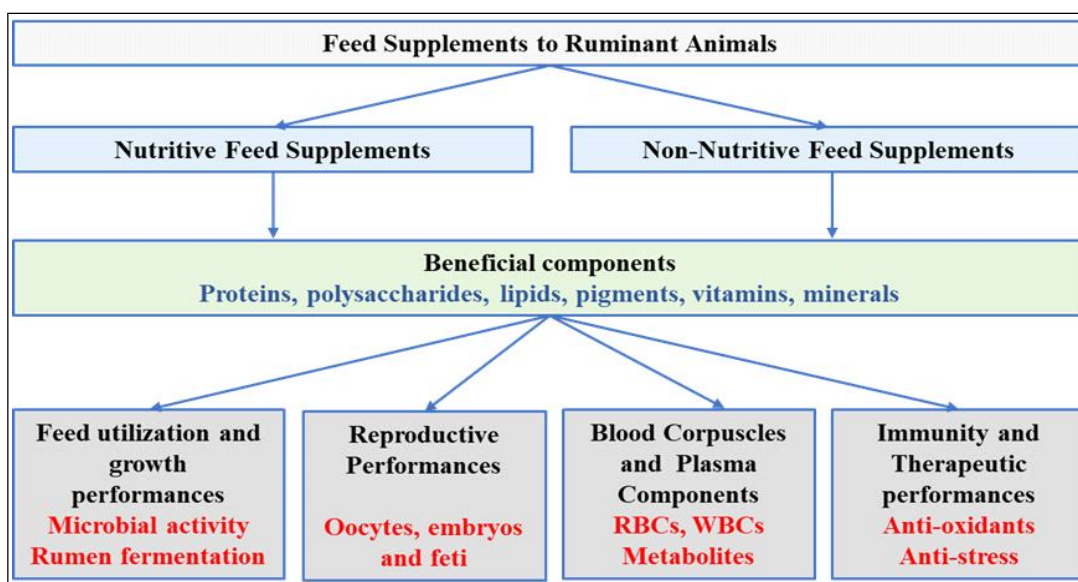 Feed Supplements to Ruminant Animals
Nutritive Feed Supplements
Non-Nutritive Feed Supplements
Beneficial components
Proteins, polysaccharides, lipids, pigments, vitamins, minerals
Feed utilization and
growth
performances
Microbial activity
Rumen fermentation
Reproductive
Performances
Oocytes, embryos
and feti
Blood Corpuscles
and Plasma
Components
RBCs, WBCs
Metabolites
Immunity and
Therapeutic
performances
Anti-oxidants
Anti-stress